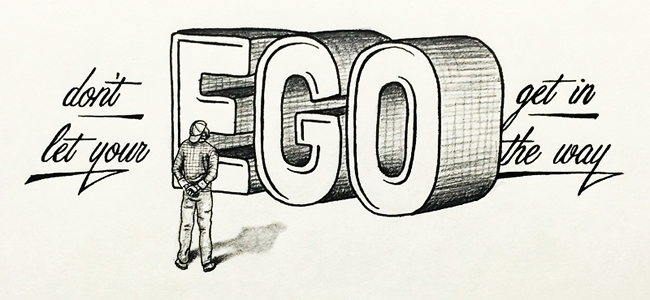 don't
let your
EGO
get in
the way